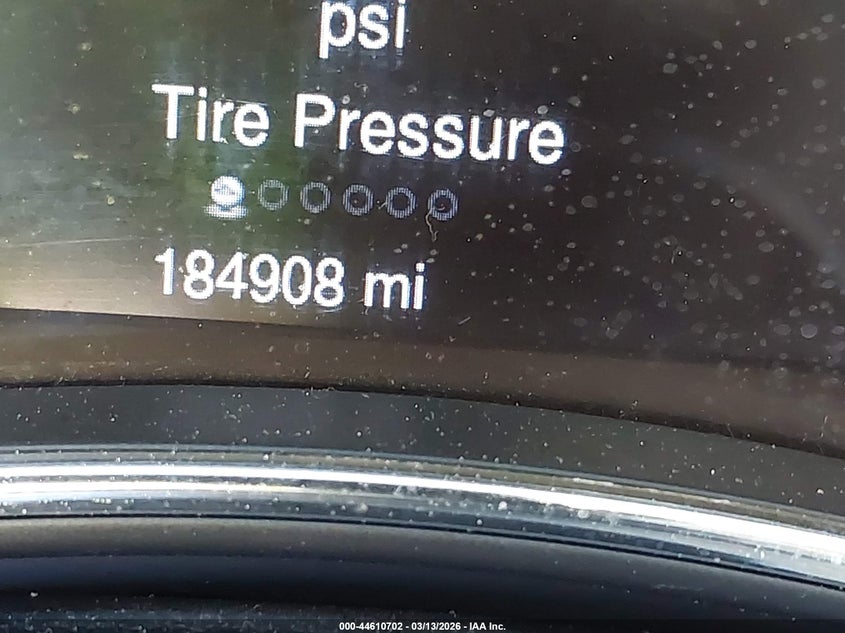 psi
Tire Pressure
184908 mi
000-44610702 - 03/13/2026 - IAA Inc.